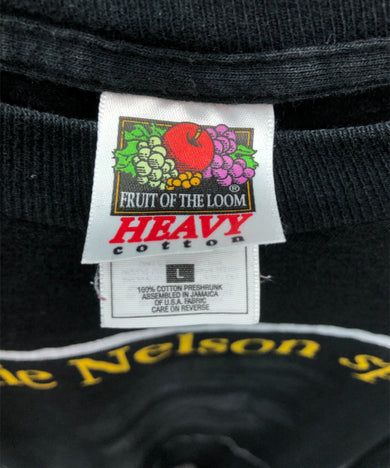 FRUIT OF THE LOOM ®
HEAVY
cotton
L
100% COTTON PRESHRUNK
ASSEMBLED IN JAMAICA
OF U.S.A. FABRIC
CARE ON REVERSE
Nelson